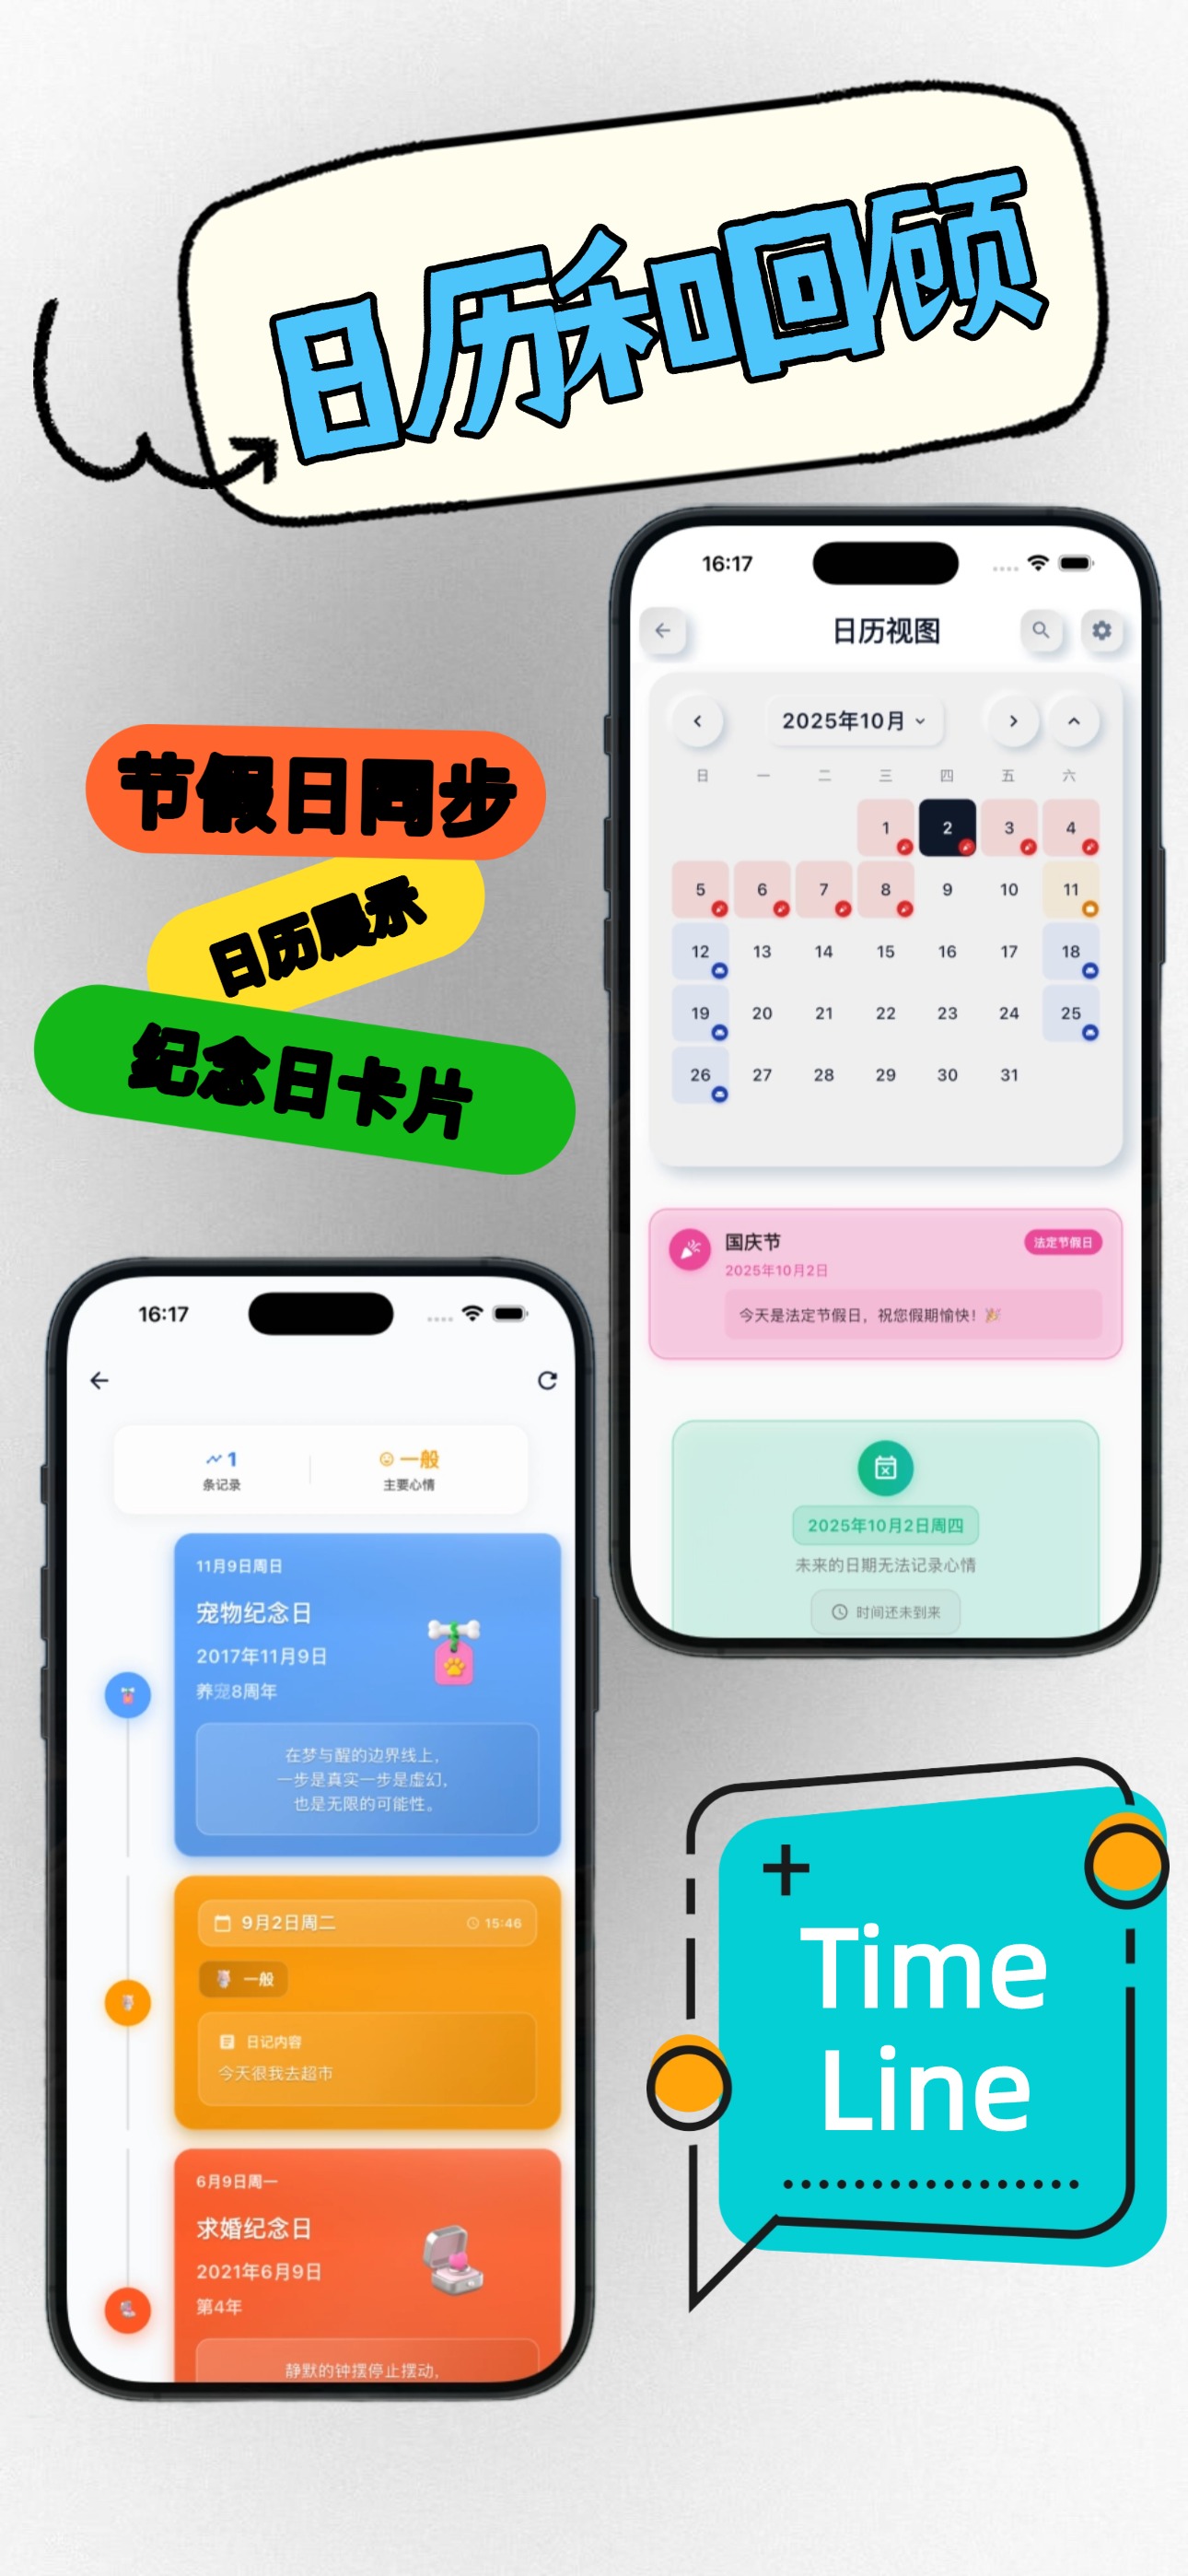 日历和回顾
16:17
日历视图
2025年10月
日 一 二 三 四 五 六
1 2 3 4
5 6 7 8 9 10 11
12 13 14 15 16 17 18
19 20 21 22 23 24 25
26 27 28 29 30 31
国庆节 法定节假日
2025年10月2日
今天是法定节假日，祝您假期愉快！🎉
2025年10月2日周四
未来的日期无法记录心情
时间还未到来
节假日同步
日历展示
纪念日卡片
16:17
1 一般
条记录 主要心情
11月9日周日
宠物纪念日
2017年11月9日
养宠8周年
在梦与醒的边界线上，
一步是真实一步是虚幻，
也是无限的可能性。
9月2日周二 15:46
一般
日记内容
今天很我去超市
6月9日周一
求婚纪念日
2021年6月9日
第4年
静默的钟摆停止摆动，
Time
Line